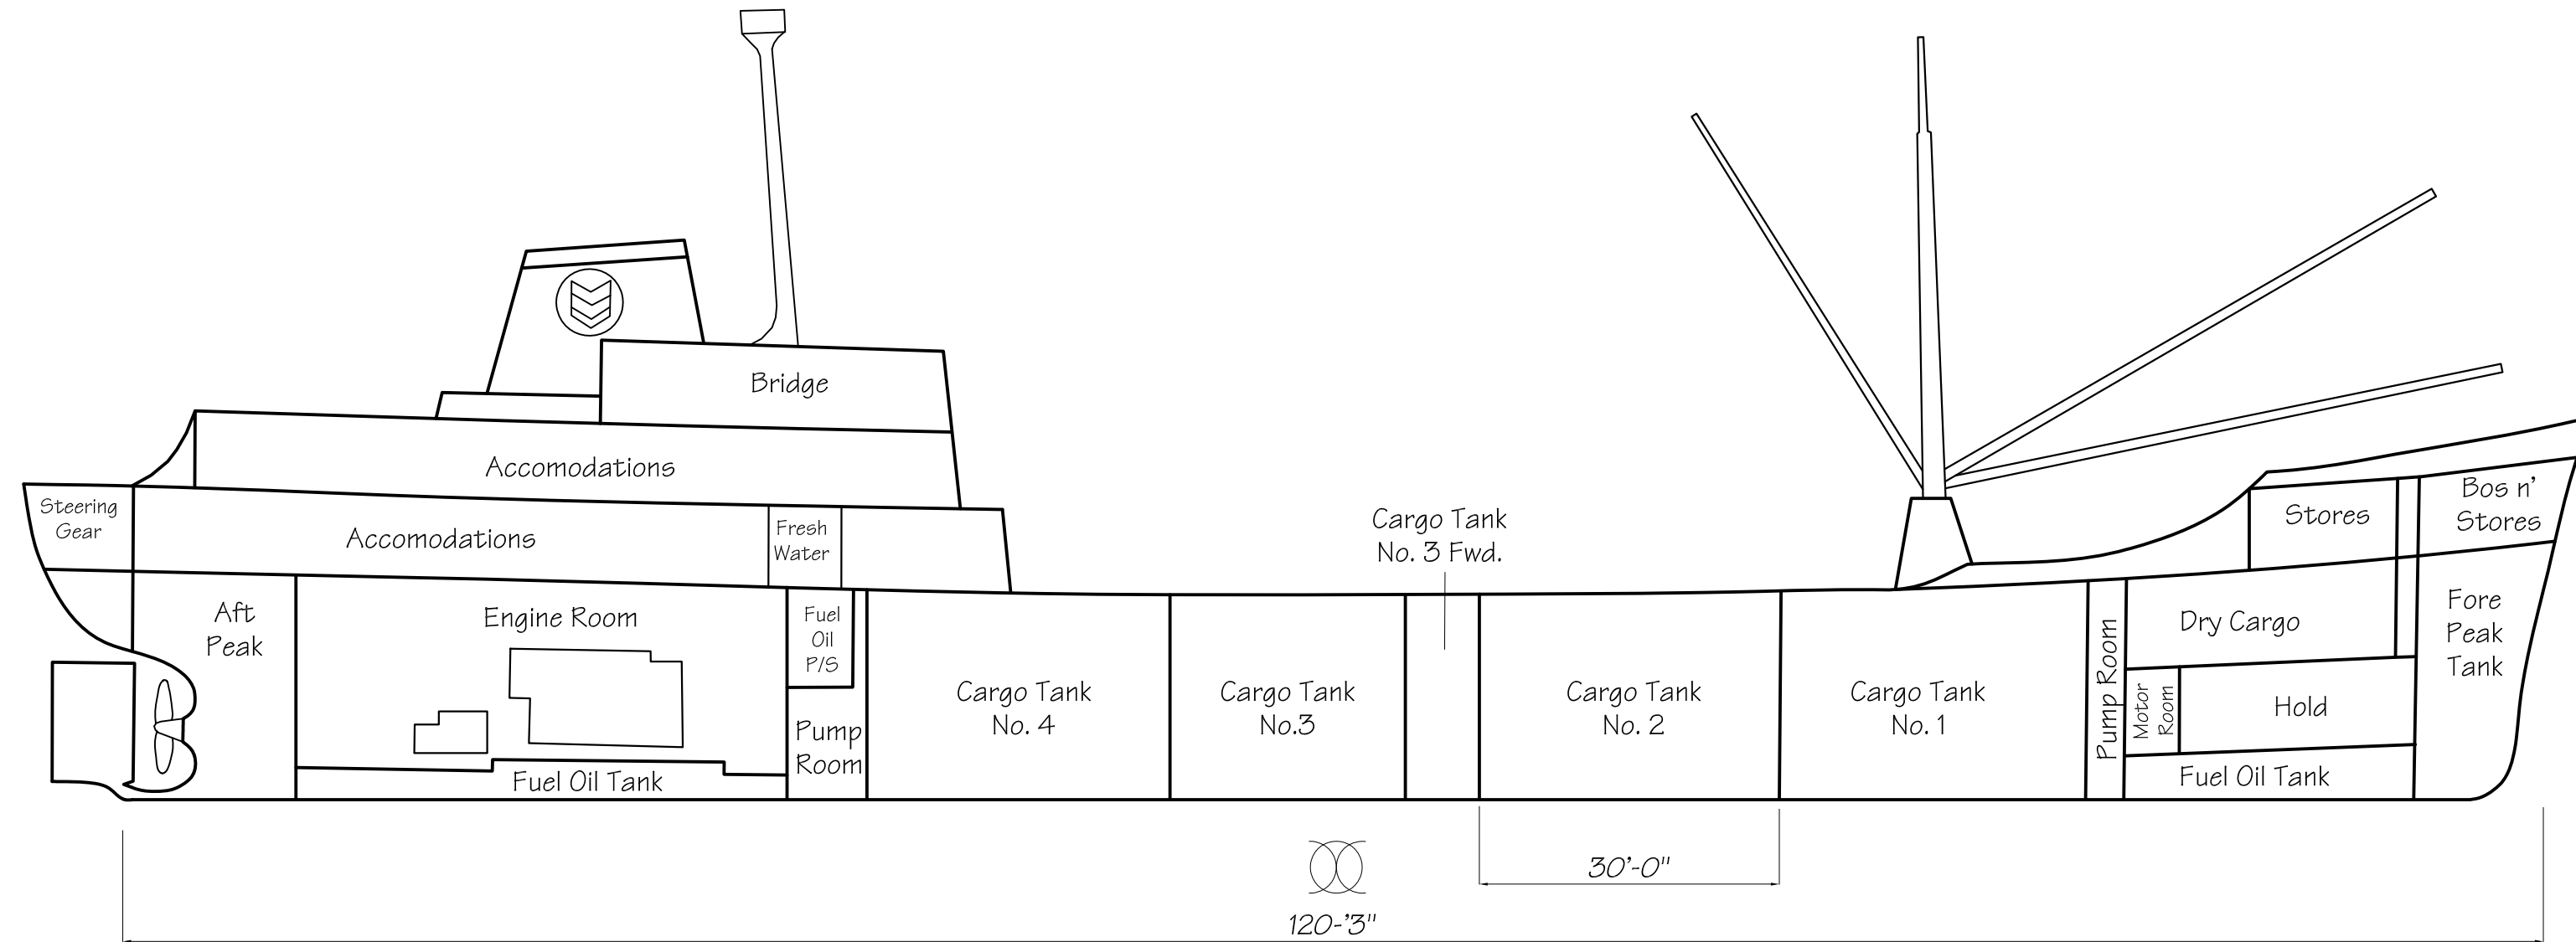 Bridge
Accomodations
Steering
Gear
Accomodations
Fresh
Water
Cargo Tank
No. 3 Fwd.
Stores
Bos n'
Stores
Aft
Peak
Engine Room
Fuel
Oil
P/S
Pump
Room
Fuel Oil Tank
Cargo Tank
No. 4
Cargo Tank
No.3
Cargo Tank
No. 2
Cargo Tank
No. 1
Pump Room
Dry Cargo
Motor
Room
Hold
Fuel Oil Tank
Fore
Peak
Tank
30'-0"
120-'3"